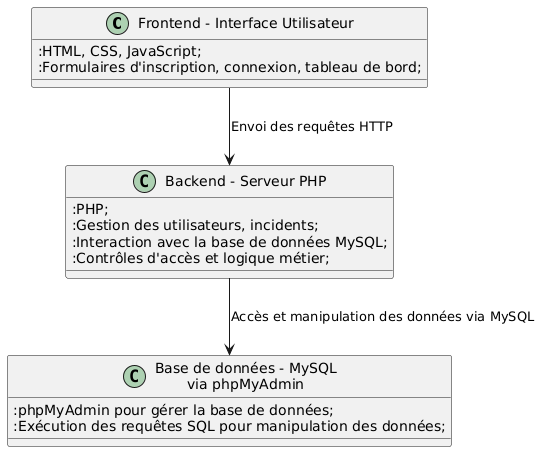 C Frontend - Interface Utilisateur
:HTML, CSS, JavaScript;
:Formulaires d'inscription, connexion, tableau de bord;
Envoi des requêtes HTTP
C Backend - Serveur PHP
:PHP;
:Gestion des utilisateurs, incidents;
:Interaction avec la base de données MySQL;
:Contrôles d'accès et logique métier;
Accès et manipulation des données via MySQL
C Base de données - MySQL
via phpMyAdmin
:phpMyAdmin pour gérer la base de données;
:Exécution des requêtes SQL pour manipulation des données;